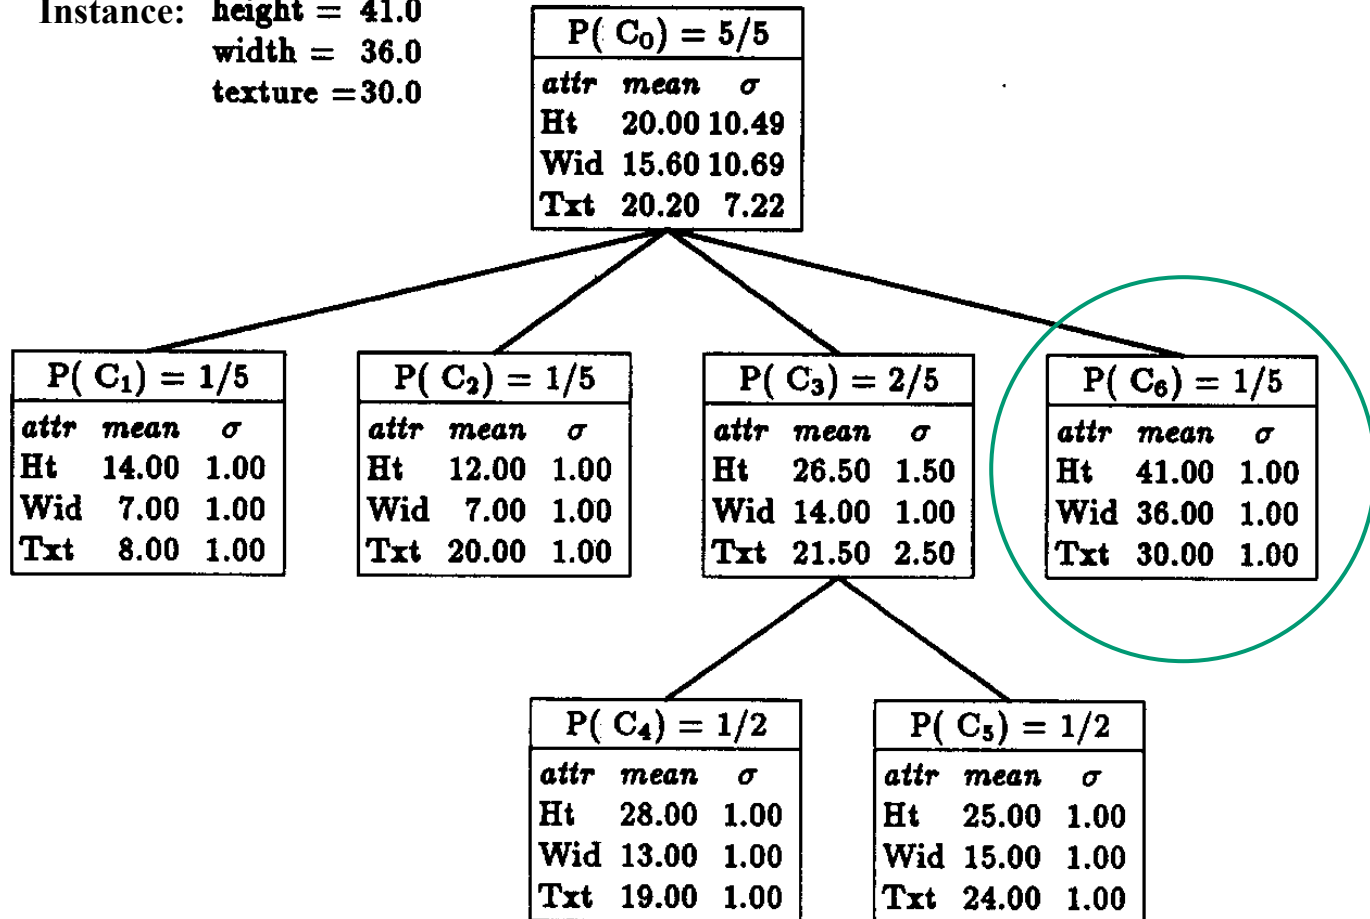 Instance: height = 41.0
width = 36.0
texture =30.0
P( C₀) = 5/5
attr mean σ
Ht 20.00 10.49
Wid 15.60 10.69
Txt 20.20 7.22
P( C₁) = 1/5
attr mean σ
Ht 14.00 1.00
Wid 7.00 1.00
Txt 8.00 1.00
P( C₂) = 1/5
attr mean σ
Ht 12.00 1.00
Wid 7.00 1.00
Txt 20.00 1.00
P( C₃) = 2/5
attr mean σ
Ht 26.50 1.50
Wid 14.00 1.00
Txt 21.50 2.50
P( C₆) = 1/5
attr mean σ
Ht 41.00 1.00
Wid 36.00 1.00
Txt 30.00 1.00
P( C₄) = 1/2
attr mean σ
Ht 28.00 1.00
Wid 13.00 1.00
Txt 19.00 1.00
P( C₅) = 1/2
attr mean σ
Ht 25.00 1.00
Wid 15.00 1.00
Txt 24.00 1.00